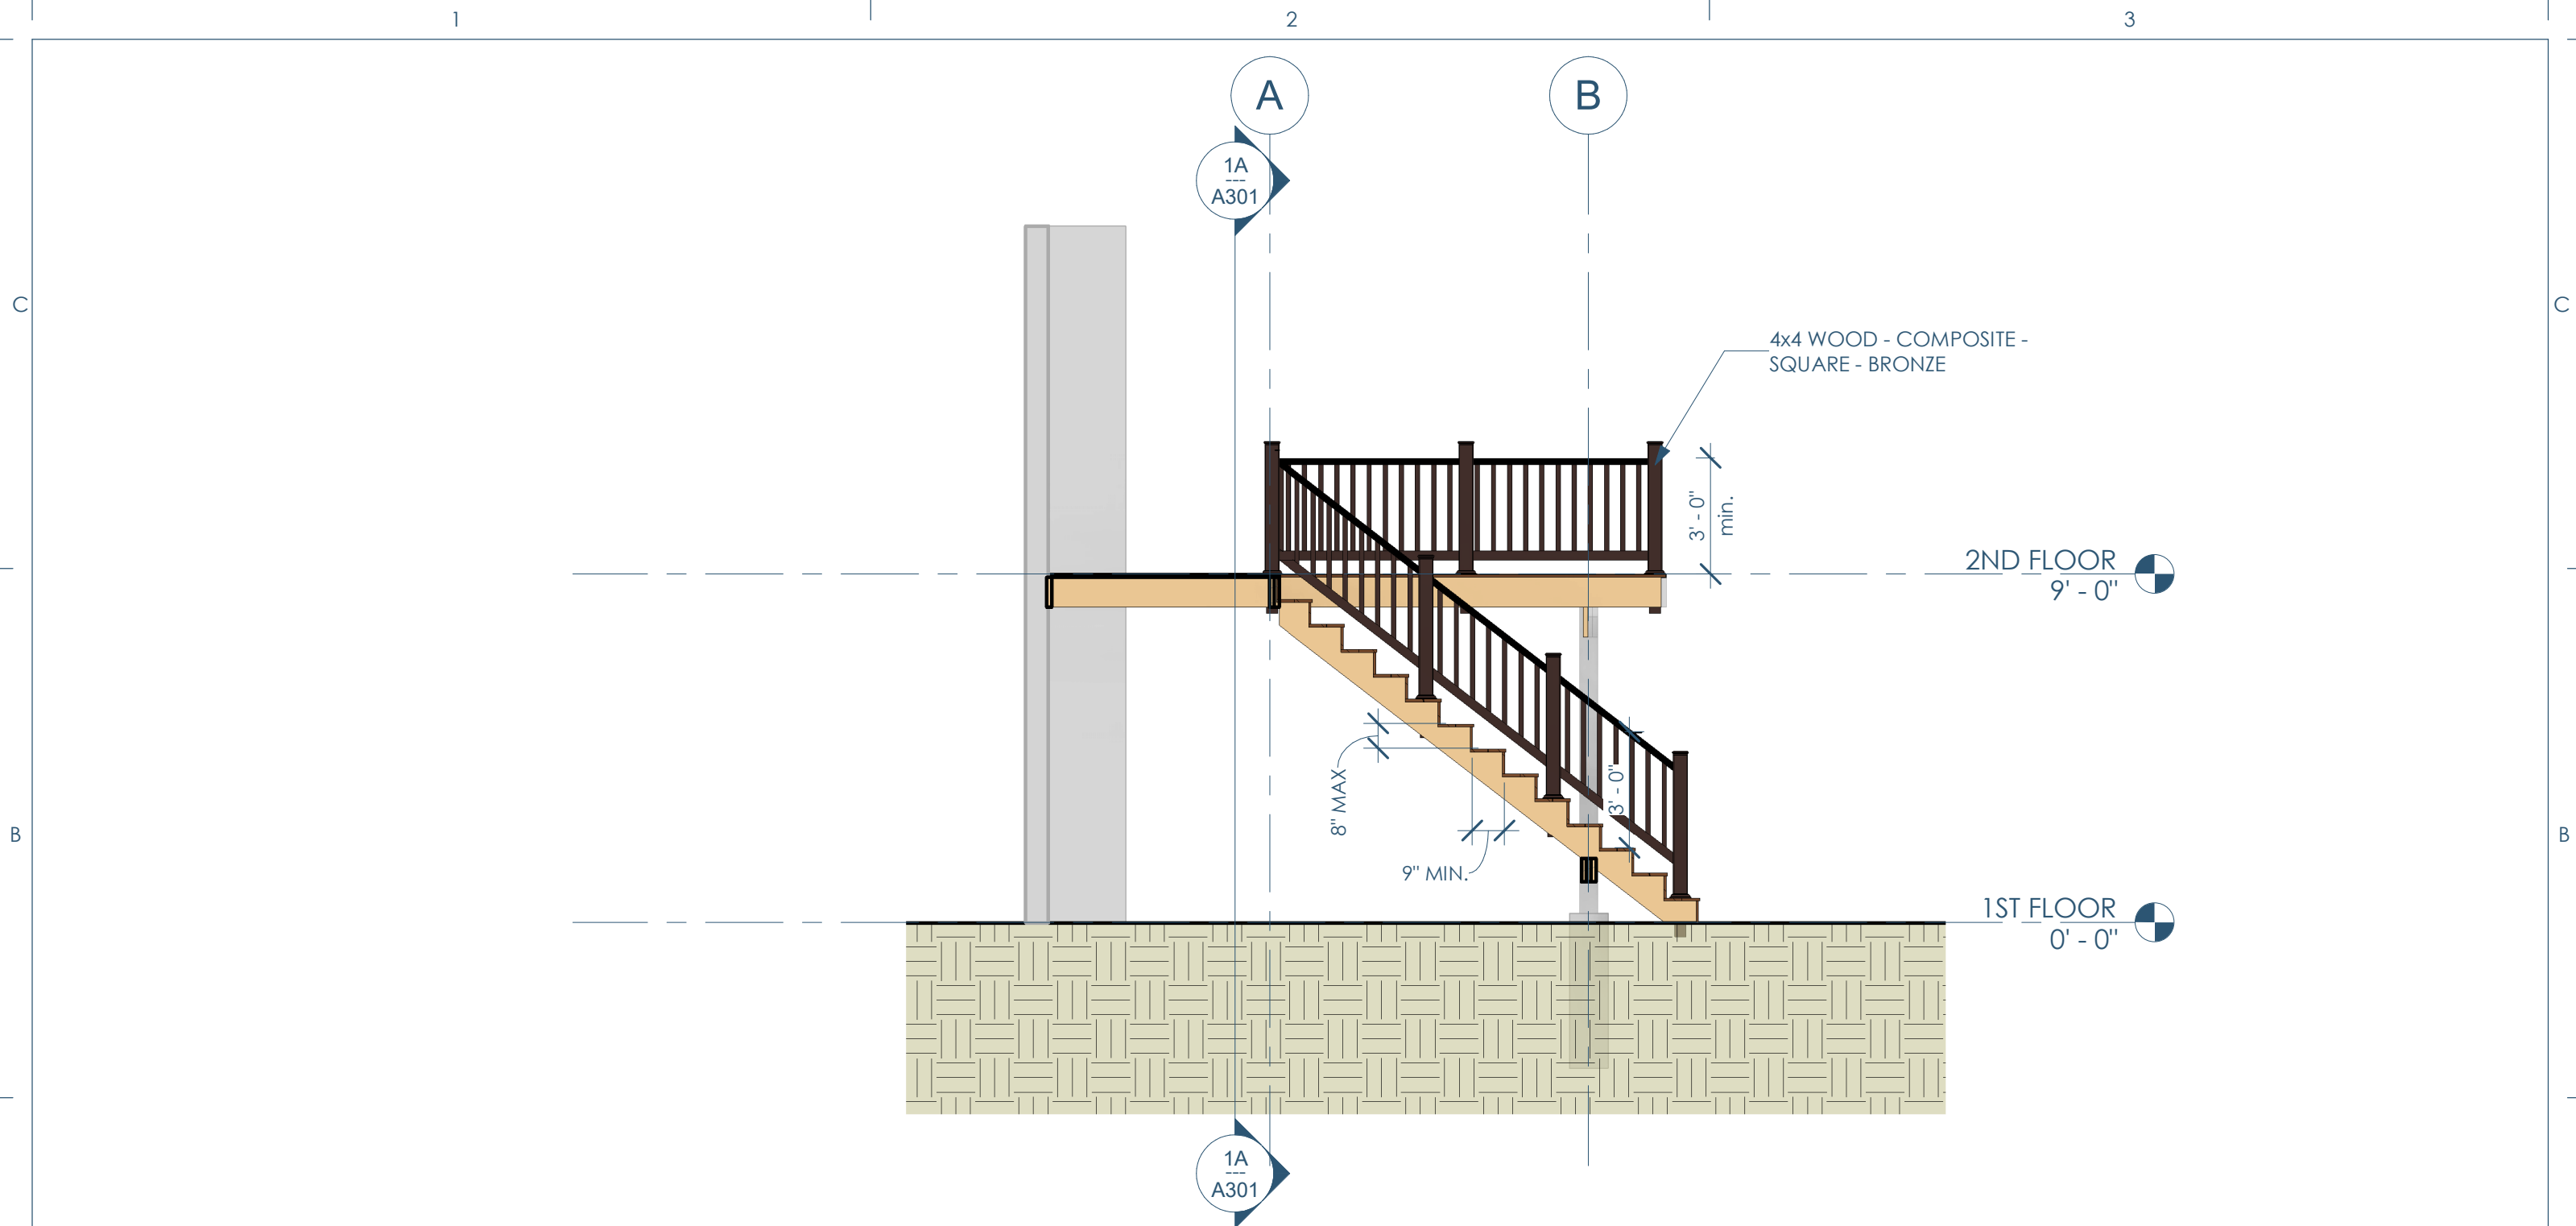 1
2
3
A
B
1A
---
A301
C
C
4x4 WOOD - COMPOSITE -
SQUARE - BRONZE
3' - 0"
min.
2ND FLOOR
9' - 0"
8" MAX
3' - 0"
B
B
9" MIN.
1ST FLOOR
0' - 0"
1A
---
A301